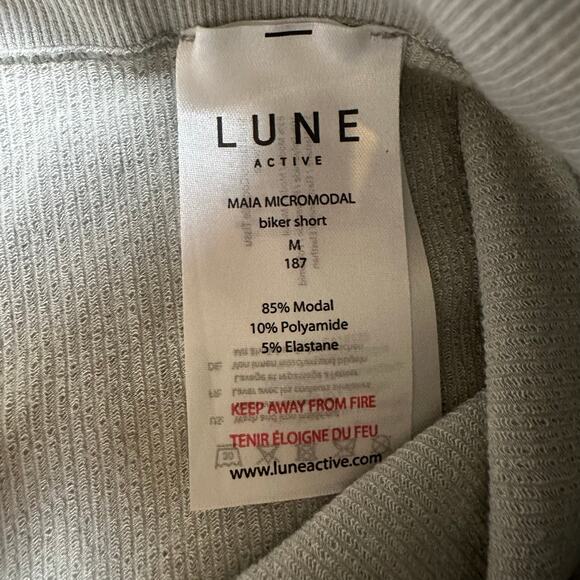 LUNE
ACTIVE
MAIA MICROMODAL
biker short
M
187
85% Modal
10% Polyamide
5% Elastane
KEEP AWAY FROM FIRE
TENIR ÉLOIGNE DU FEU
www.luneactive.com